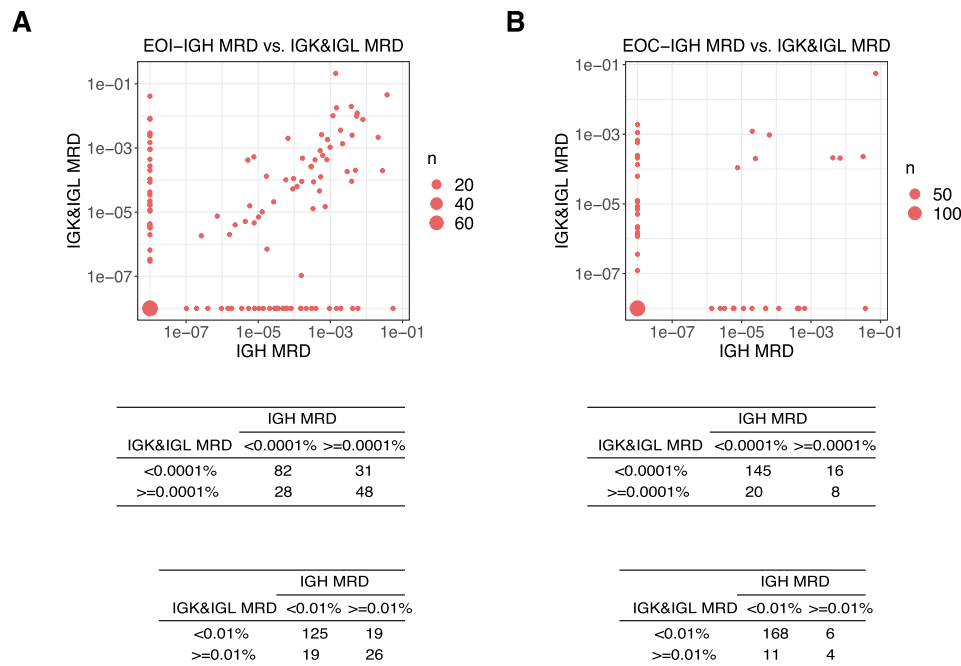 A
EOI−IGH MRD vs. IGK&IGL MRD
1e−01
1e−03
1e−05
1e−07
IGK&IGL MRD
1e−07 1e−05 1e−03 1e−01
IGH MRD
n
20
40
60
IGH MRD
IGK&IGL MRD <0.0001% >=0.0001%
<0.0001% 82 31
>=0.0001% 28 48
IGH MRD
IGK&IGL MRD <0.01% >=0.01%
<0.01% 125 19
>=0.01% 19 26
B
EOC−IGH MRD vs. IGK&IGL MRD
1e−01
1e−03
1e−05
1e−07
IGK&IGL MRD
1e−07 1e−05 1e−03 1e−01
IGH MRD
n
50
100
IGH MRD
IGK&IGL MRD <0.0001% >=0.0001%
<0.0001% 145 16
>=0.0001% 20 8
IGH MRD
IGK&IGL MRD <0.01% >=0.01%
<0.01% 168 6
>=0.01% 11 4